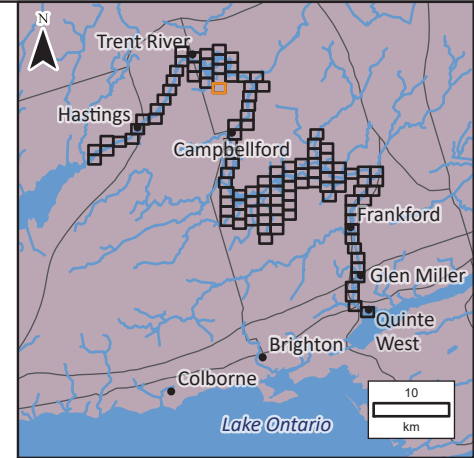 N
Trent River
Hastings
Campbellford
Frankford
Glen Miller
Quinte
West
Brighton
Colborne
Lake Ontario
10
km